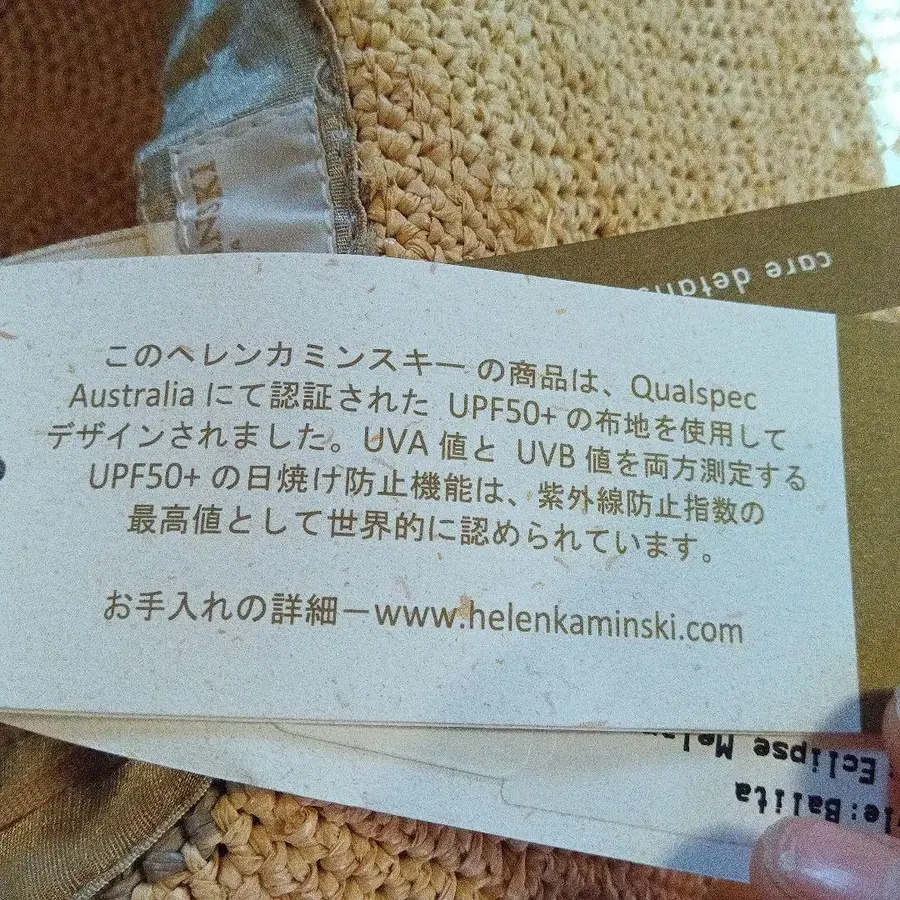 care details
このヘレンカミンスキーの商品は、Qualspec
Australia にて認証された UPF50+ の布地を使用して
デザインされました。UVA 値と UVB 値を両方測定する
UPF50+ の日焼け防止機能は、紫外線防止指数の
最高値として世界的に認められています。
お手入れの詳細ーwww.helenkaminski.com
:Balita
Eclipse